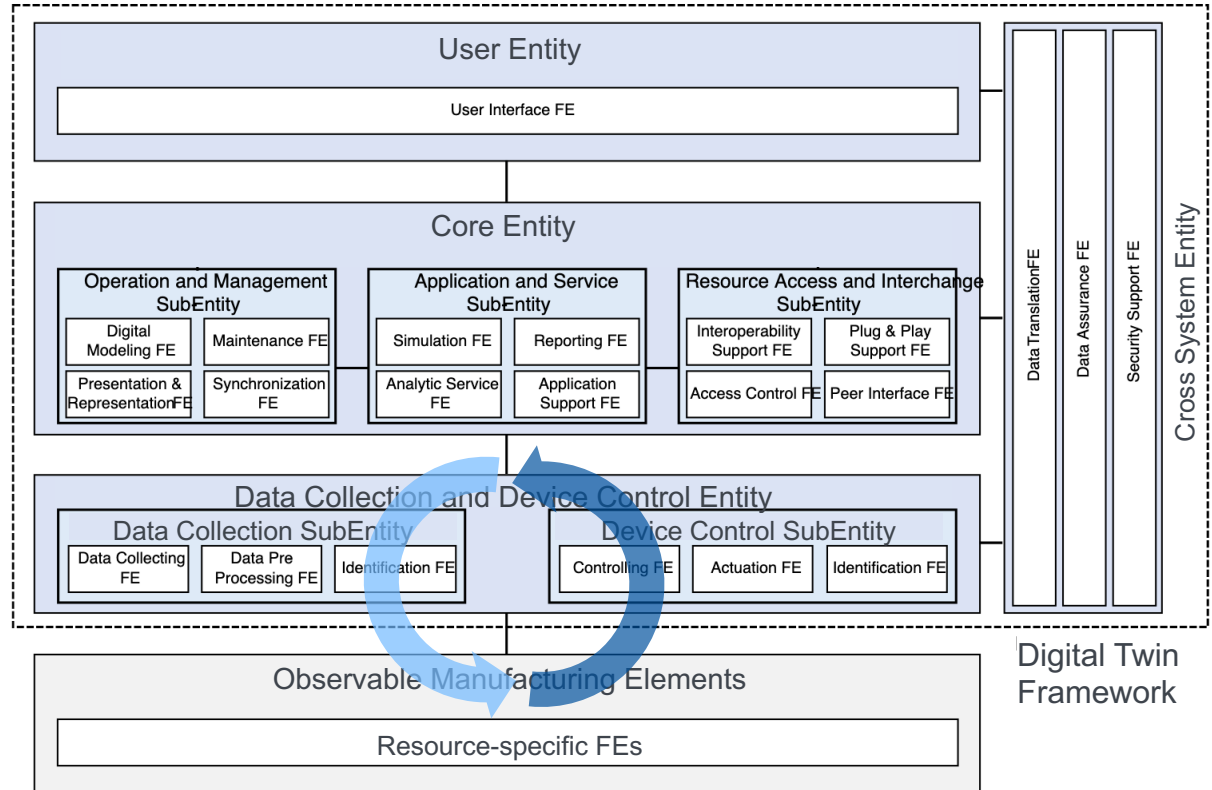 User Entity
User Interface FE
Core Entity
Operation and Management
SubEntity
Digital
Modeling FE
Maintenance FE
Presentation &
RepresentationFE
Synchronization
FE
Application and Service
SubEntity
Simulation FE
Reporting FE
Analytic Service
FE
Application
Support FE
Resource Access and Interchange
SubEntity
Interoperability
Support FE
Plug & Play
Support FE
Access Control FE
Peer Interface FE
Data Collection and Device Control Entity
Data Collection SubEntity
Data Collecting
FE
Data Pre
Processing FE
Identification FE
Device Control SubEntity
Controlling FE
Actuation FE
Identification FE
Data TranslationFE
Data Assurance FE
Security Support FE
Cross System Entity
Digital Twin
Framework
Observable Manufacturing Elements
Resource-specific FEs